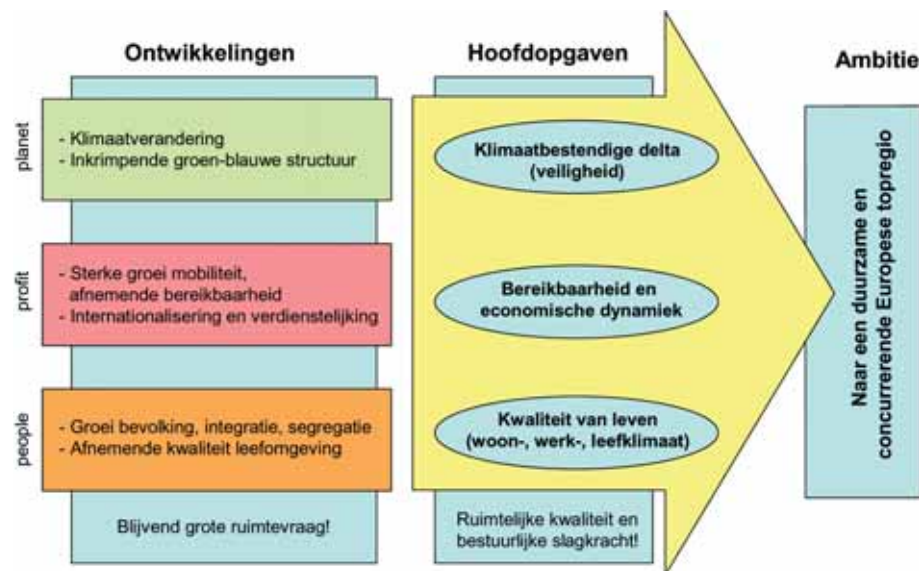 Ontwikkelingen
Hoofdopgaven
Ambitie
planet
- Klimaatverandering
- Inkrimpende groen-blauwe structuur
Klimaatbestendige delta
(veiligheid)
profit
- Sterke groei mobiliteit,
afnemende bereikbaarheid
- Internationalisering en verdienstelijking
Bereikbaarheid en
economische dynamiek
people
- Groei bevolking, integratie, segregatie
- Afnemende kwaliteit leefomgeving
Kwaliteit van leven
(woon-, werk-, leefklimaat)
Blijvend grote ruimtevraag!
Ruimtelijke kwaliteit en
bestuurlijke slagkracht!
Naar een duurzame en
concurrerende Europese topregio